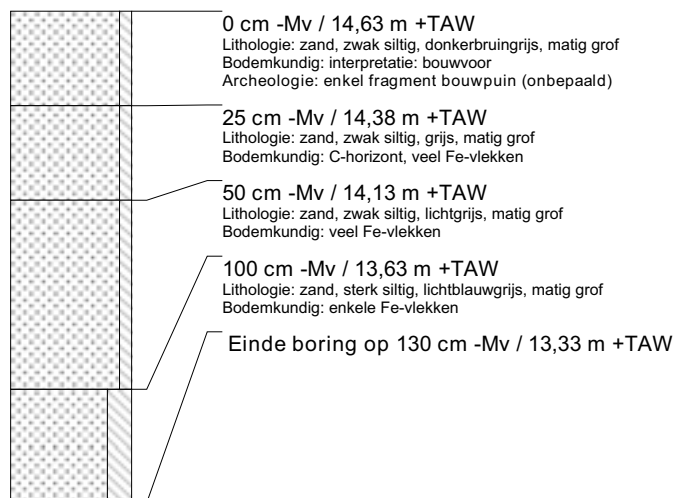 0 cm -Mv / 14,63 m +TAW
Lithologie: zand, zwak siltig, donkerbruingrijs, matig grof
Bodemkundig: interpretatie: bouwvoor
Archeologie: enkel fragment bouwpuin (onbepaald)
25 cm -Mv / 14,38 m +TAW
Lithologie: zand, zwak siltig, grijs, matig grof
Bodemkundig: C-horizont, veel Fe-vlekken
50 cm -Mv / 14,13 m +TAW
Lithologie: zand, zwak siltig, lichtgrijs, matig grof
Bodemkundig: veel Fe-vlekken
100 cm -Mv / 13,63 m +TAW
Lithologie: zand, sterk siltig, lichtblauwgrijs, matig grof
Bodemkundig: enkele Fe-vlekken
Einde boring op 130 cm -Mv / 13,33 m +TAW